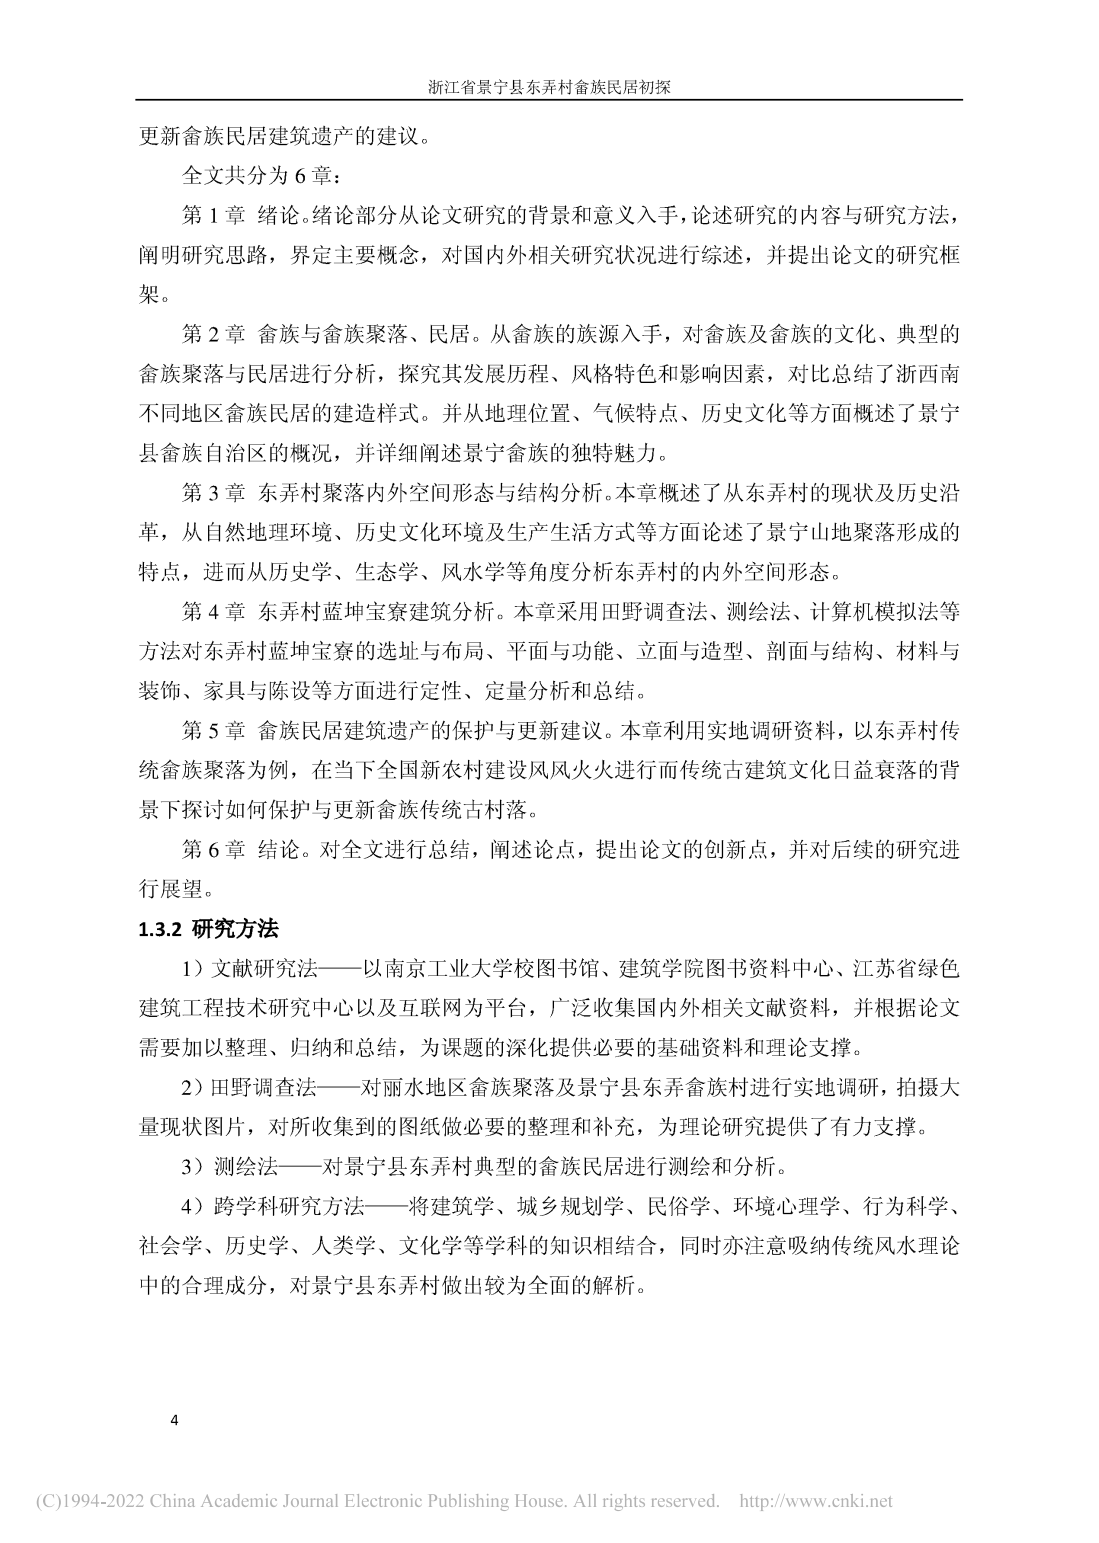 浙江省景宁县东弄村畲族民居初探
更新畲族民居建筑遗产的建议。
全文共分为 6 章：
第 1 章 绪论。绪论部分从论文研究的背景和意义入手，论述研究的内容与研究方法，
阐明研究思路，界定主要概念，对国内外相关研究状况进行综述，并提出论文的研究框
架。
第 2 章 畲族与畲族聚落、民居。从畲族的族源入手，对畲族及畲族的文化、典型的
畲族聚落与民居进行分析，探究其发展历程、风格特色和影响因素，对比总结了浙西南
不同地区畲族民居的建造样式。并从地理位置、气候特点、历史文化等方面概述了景宁
县畲族自治区的概况，并详细阐述景宁畲族的独特魅力。
第 3 章 东弄村聚落内外空间形态与结构分析。本章概述了从东弄村的现状及历史沿
革，从自然地理环境、历史文化环境及生产生活方式等方面论述了景宁山地聚落形成的
特点，进而从历史学、生态学、风水学等角度分析东弄村的内外空间形态。
第 4 章 东弄村蓝坤宝寮建筑分析。本章采用田野调查法、测绘法、计算机模拟法等
方法对东弄村蓝坤宝寮的选址与布局、平面与功能、立面与造型、剖面与结构、材料与
装饰、家具与陈设等方面进行定性、定量分析和总结。
第 5 章 畲族民居建筑遗产的保护与更新建议。本章利用实地调研资料，以东弄村传
统畲族聚落为例，在当下全国新农村建设风风火火进行而传统古建筑文化日益衰落的背
景下探讨如何保护与更新畲族传统古村落。
第 6 章 结论。对全文进行总结，阐述论点，提出论文的创新点，并对后续的研究进
行展望。
1.3.2 研究方法
1）文献研究法——以南京工业大学校图书馆、建筑学院图书资料中心、江苏省绿色
建筑工程技术研究中心以及互联网为平台，广泛收集国内外相关文献资料，并根据论文
需要加以整理、归纳和总结，为课题的深化提供必要的基础资料和理论支撑。
2）田野调查法——对丽水地区畲族聚落及景宁县东弄畲族村进行实地调研，拍摄大
量现状图片，对所收集到的图纸做必要的整理和补充，为理论研究提供了有力支撑。
3）测绘法——对景宁县东弄村典型的畲族民居进行测绘和分析。
4）跨学科研究方法——将建筑学、城乡规划学、民俗学、环境心理学、行为科学、
社会学、历史学、人类学、文化学等学科的知识相结合，同时亦注意吸纳传统风水理论
中的合理成分，对景宁县东弄村做出较为全面的解析。
4
(C)1994-2022 China Academic Journal Electronic Publishing House. All rights reserved. http://www.cnki.net